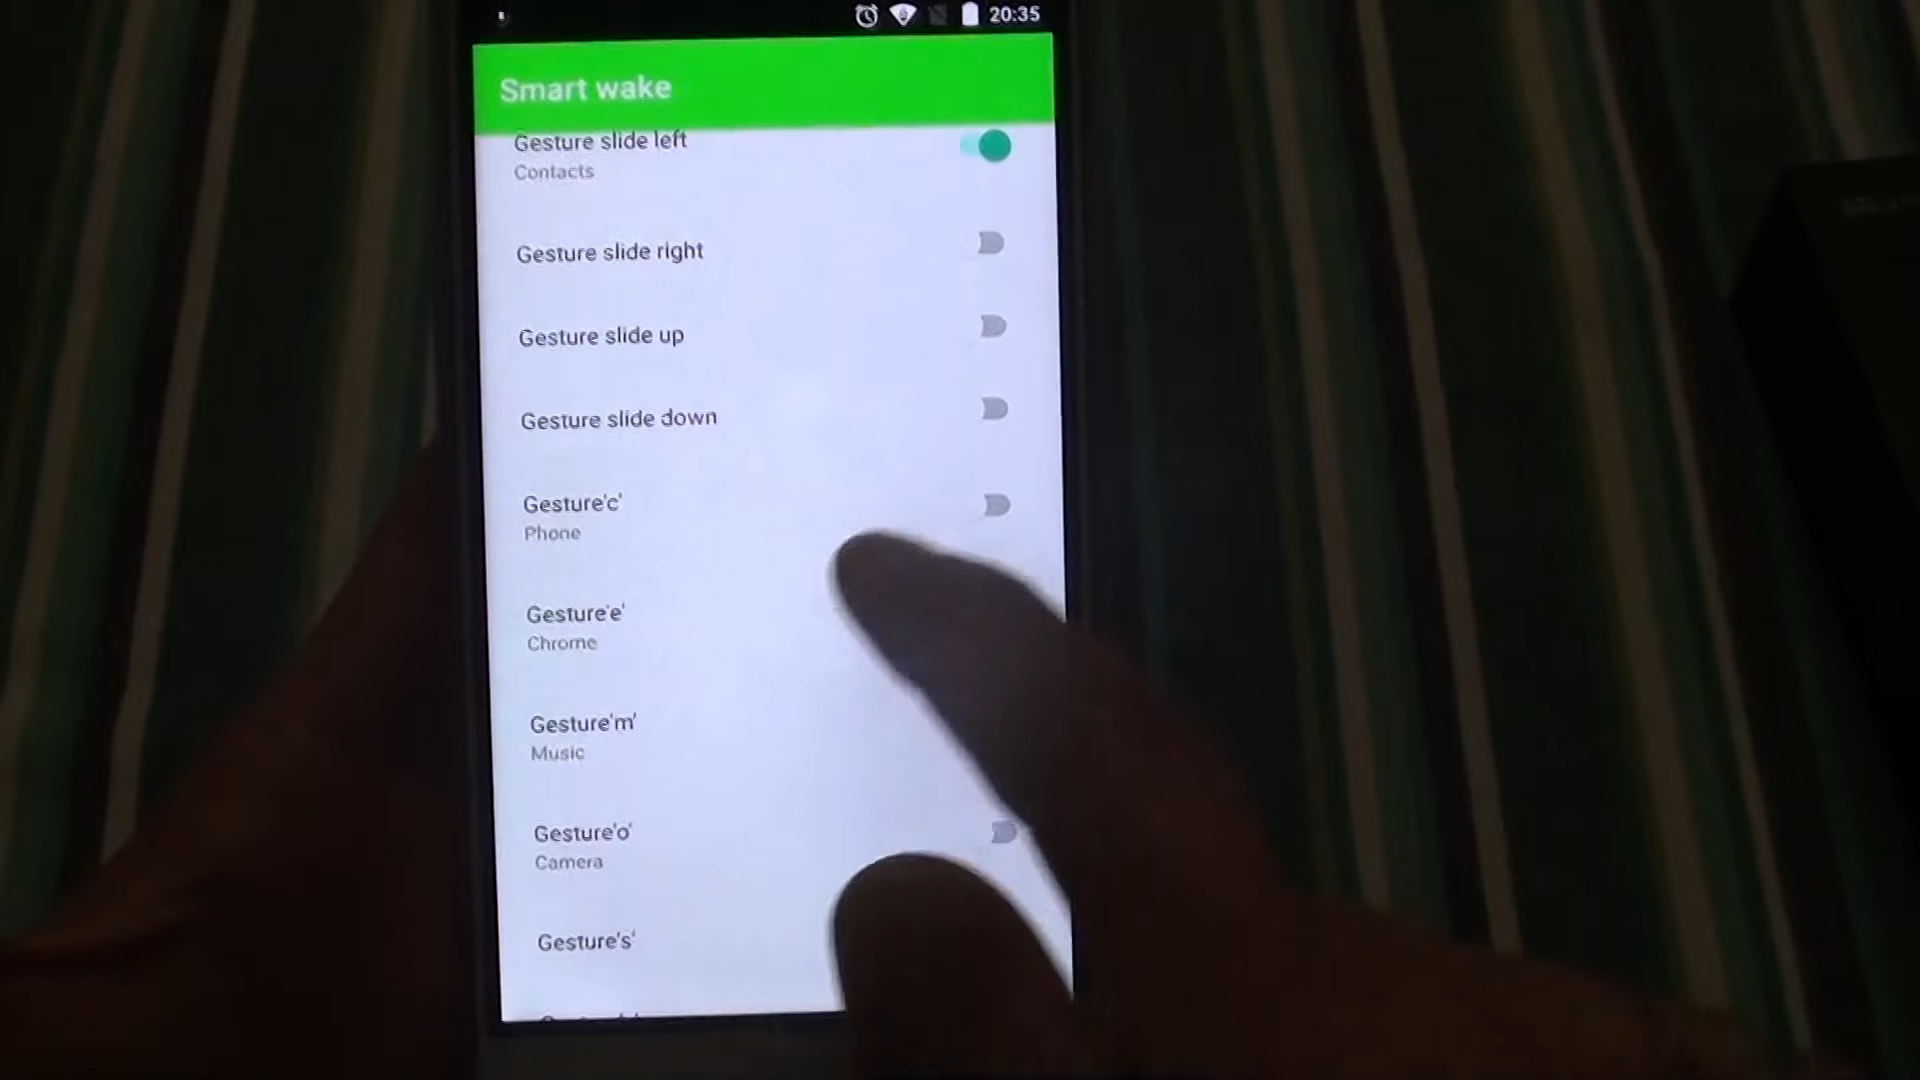 20:35
Smart wake
Gesture slide left
Contacts
Gesture slide right
Gesture slide up
Gesture slide down
Gesture'c'
Phone
Gesture'e'
Chrome
Gesture'm'
Music
Gesture'o'
Camera
Gesture's'